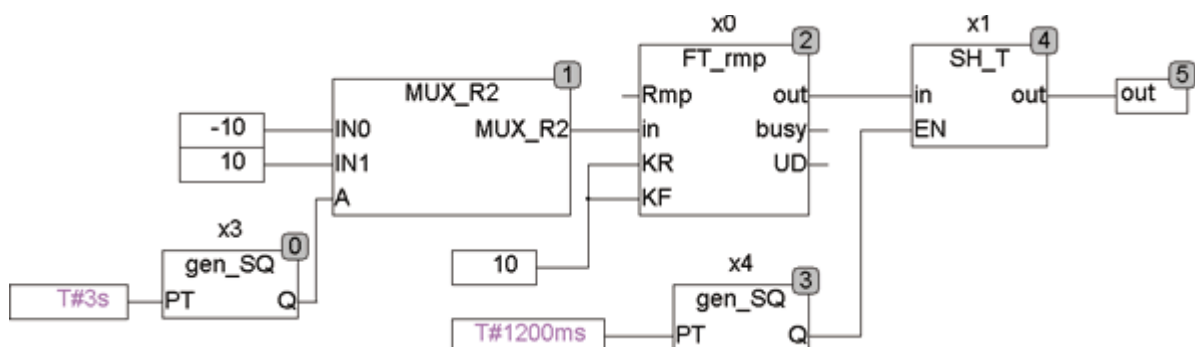 x0
x1
1
2
4
MUX_R2
FT_rmp
SH_T
5
-10
IN0
MUX_R2
Rmp
out
in
out
out
10
IN1
in
busy
EN
A
KR
UD
KF
x3
0
gen_SQ
10
x4
3
T#3s
PT
Q
gen_SQ
T#1200ms
PT
Q